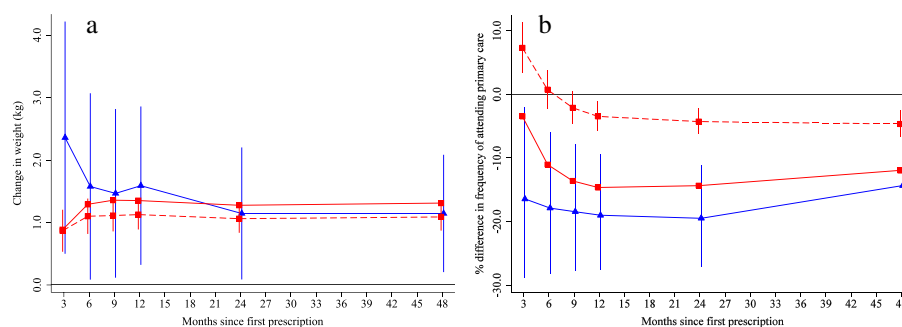 a
Change in weight (kg)
4.0
3.0
2.0
1.0
0.0
3 6 9 12 15 18 21 24 27 30 33 36 39 42 45 48
Months since first prescription
b
% difference in frequency of attending primary care
10.0
0.0
-10.0
-20.0
-30.0
3 6 9 12 15 18 21 24 27 30 33 36 39 42 45 4
Months since first prescription